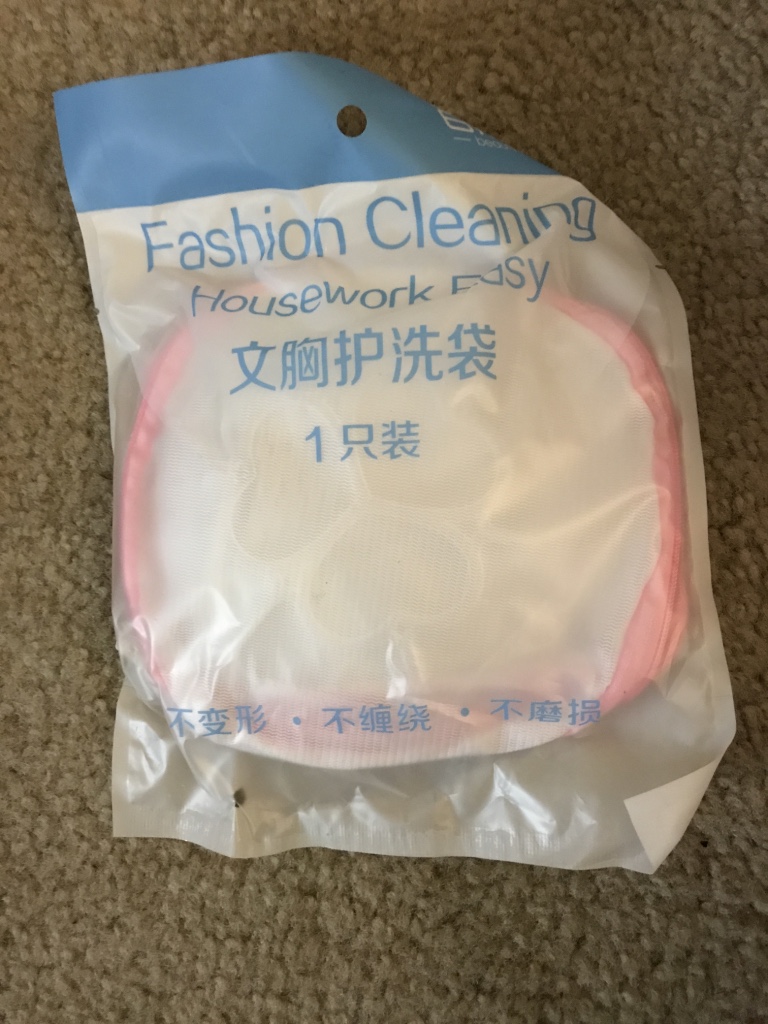 Fashion Cleaning
Housework Easy
文胸护洗袋
1只装
不变形 · 不缠绕 · 不磨损